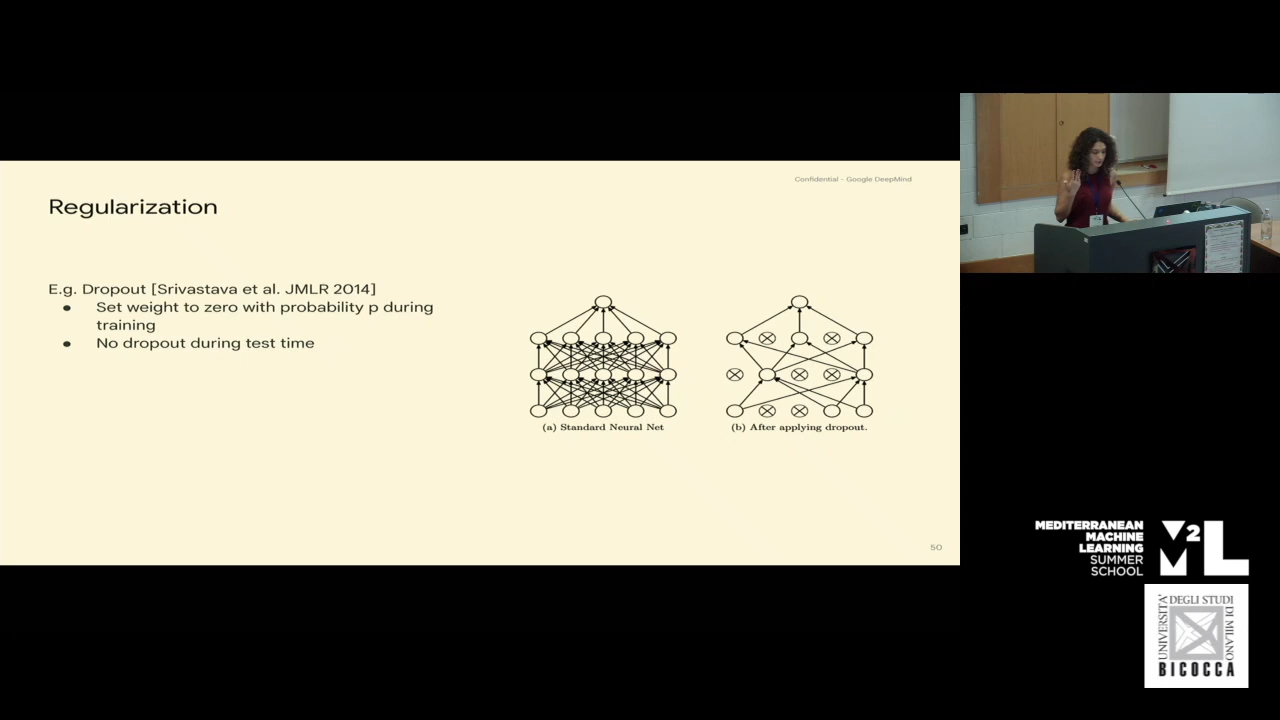 Confidential - Google DeepMind
Regularization
E.g. Dropout [Srivastava et al. JMLR 2014]
● Set weight to zero with probability p during
training
● No dropout during test time
(a) Standard Neural Net
(b) After applying dropout.
50
MEDITERRANEAN
MACHINE
LEARNING
SUMMER
SCHOOL
M2L
UNIVERSITA'
DEGLI STUDI
DI MILANO
BICOCCA